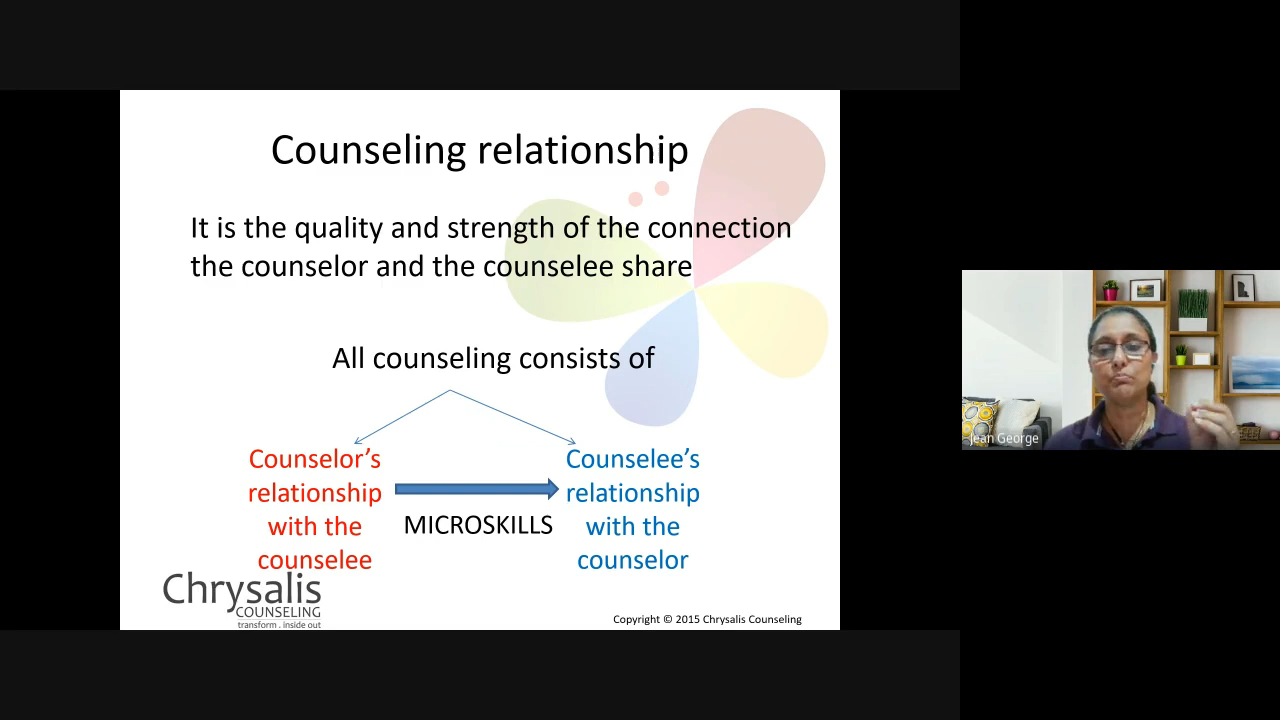 Counseling relationship
It is the quality and strength of the connection
the counselor and the counselee share
All counseling consists of
Counselor's
relationship
with the
counselee
MICROSKILLS
Counselee's
relationship
with the
counselor
Chrysalis
COUNSELING
transform . inside out
Copyright © 2015 Chrysalis Counseling
Jean George